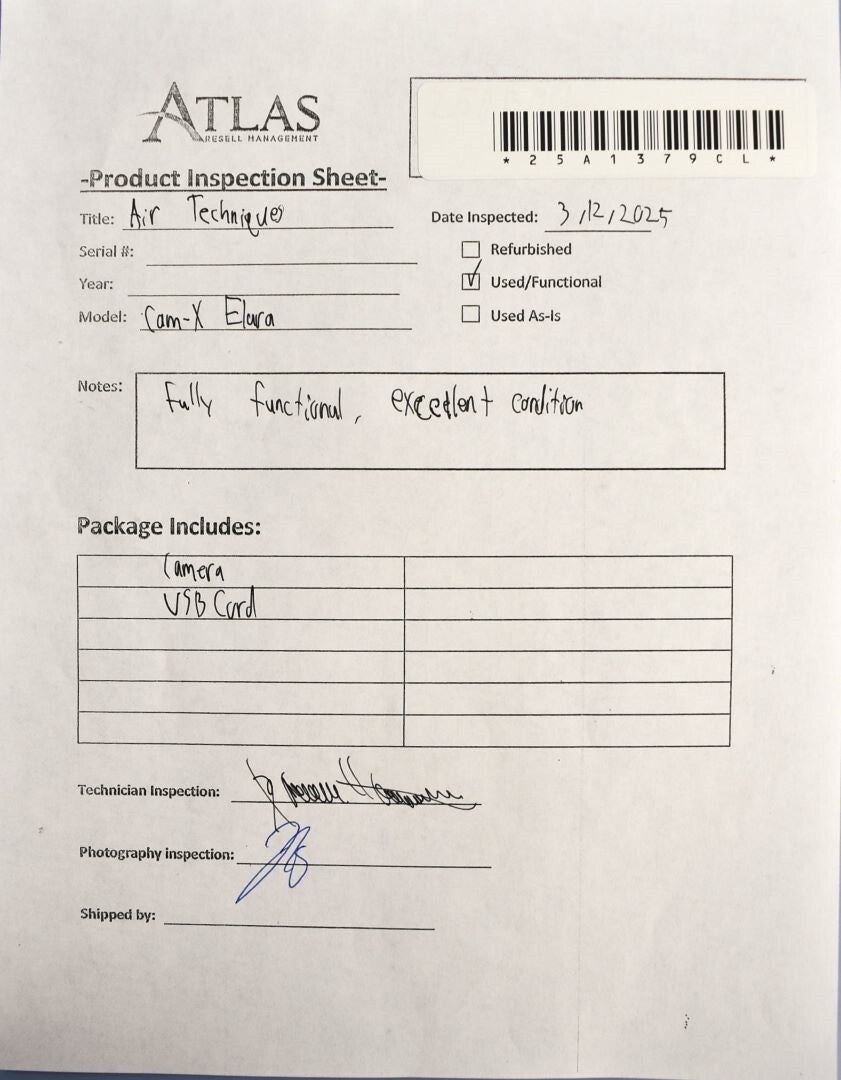 ATLAS
RESELL MANAGEMENT
*25A1379CL*
-Product Inspection Sheet-
Title: Air Techniques
Date Inspected: 3/12/2025
Serial #:
Refurbished
Year:
Used/Functional
Model: Cam-X Elara
Used As-Is
Notes: Fully functional, excellent condition
Package Includes:
Camera
USB Cord
Technician Inspection:
Photography inspection:
Shipped by: